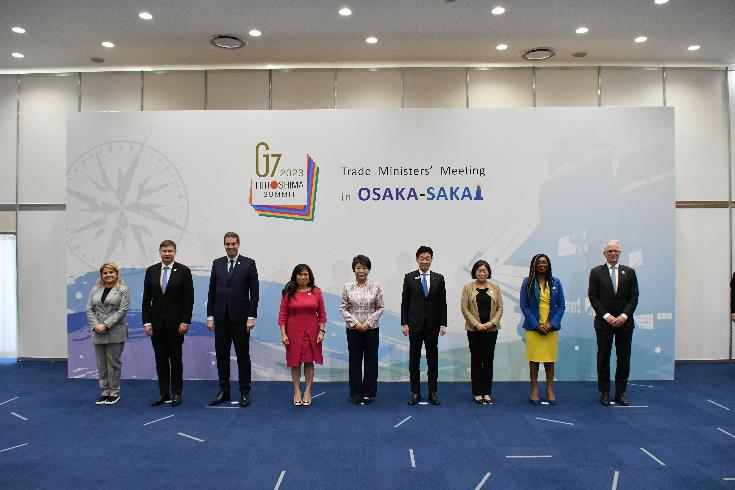 G7 2023
HIROSHIMA
SUMMIT
Trade Ministers' Meeting
in OSAKA-SAKAI